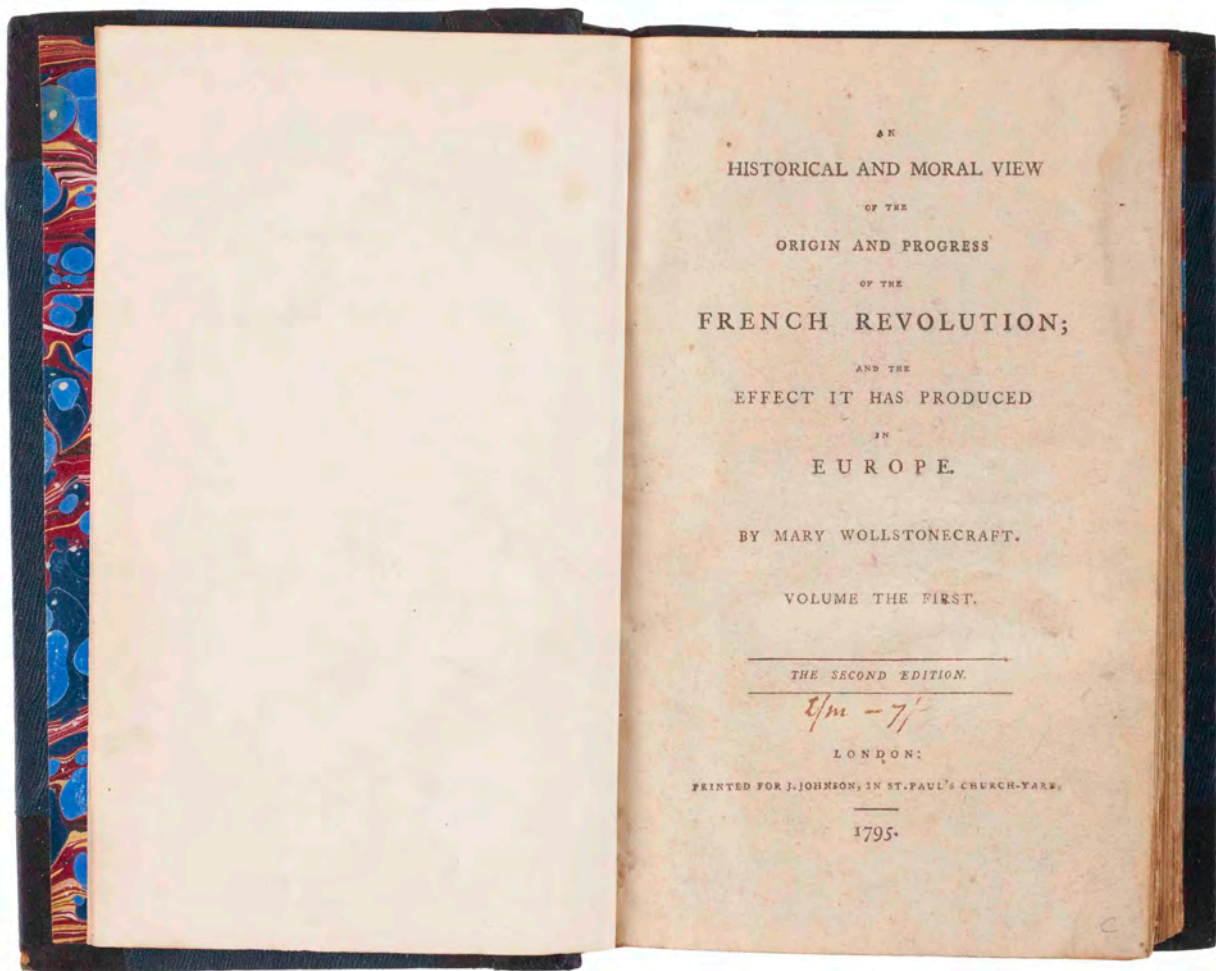 AN
HISTORICAL AND MORAL VIEW
OF THE
ORIGIN AND PROGRESS
OF THE
FRENCH REVOLUTION;
AND THE
EFFECT IT HAS PRODUCED
IN
EUROPE.
BY MARY WOLLSTONECRAFT.
VOLUME THE FIRST.
THE SECOND EDITION.
/m – 7/-
LONDON:
PRINTED FOR J. JOHNSON, IN ST. PAUL'S CHURCH-YARD.
1795.
C